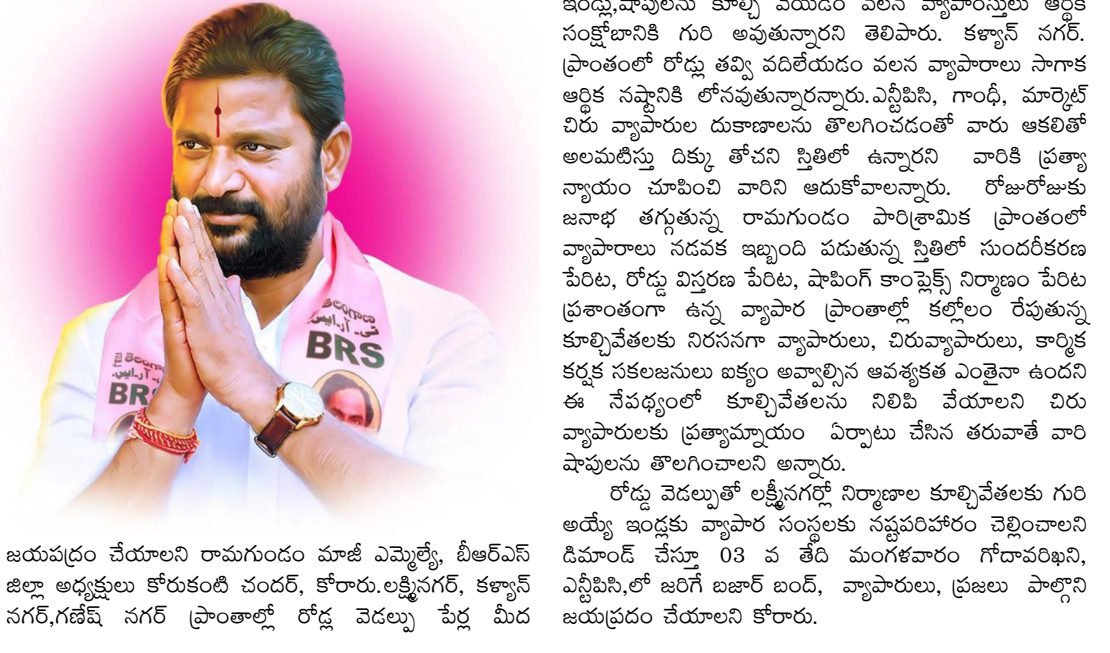 తెలంగాణ
BRS
జై తెలంగాణ
BRS
జయపద్రం చేయాలని రామగుండం మాజీ ఎమ్మెల్యే, బీఆర్ఎస్
జిల్లా అధ్యక్షులు కోరుకంటి చందర్, కోరారు.లక్ష్మినగర్, కళ్యాన్
నగర్,గణేష్ నగర్ ప్రాంతాల్లో రోడ్ల వెడల్పు పేర్ల మీద
ఇండ్లు,షాపులను కూల్చి వేయడం వలన వ్యాపారస్తులు ఆర్థిక
సంక్షోబానికి గురి అవుతున్నారని తెలిపారు. కళ్యాన్ నగర్.
ప్రాంతంలో రోడ్లు తవ్వి వదిలేయడం వలన వ్యాపారాలు సాగాక
ఆర్థిక నష్టానికి లోనవుతున్నారన్నారు.ఎన్టీపిసి, గాంధీ, మార్కెట్
చిరు వ్యాపారుల దుకాణాలను తొలగించడంతో వారు ఆకలితో
అలమటిస్తు దిక్కు తోచని స్తితిలో ఉన్నారని వారికి ప్రత్యా
న్యాయం చూపించి వారిని ఆదుకోవాలన్నారు. రోజురోజుకు
జనాభ తగ్గుతున్న రామగుండం పారిశ్రామిక ప్రాంతంలో
వ్యాపారాలు నడవక ఇబ్బంది పడుతున్న స్తితిలో సుందరీకరణ
పేరిట, రోడ్డు విస్తరణ పేరిట, షాపింగ్ కాంప్లెక్స్ నిర్మాణం పేరిట
ప్రశాంతంగా ఉన్న వ్యాపార ప్రాంతాల్లో కల్లోలం రేపుతున్న
కూల్చివేతలకు నిరసనగా వ్యాపారులు, చిరువ్యాపారులు, కార్మిక
కర్షక సకలజనులు ఐక్యం అవ్వాల్సిన ఆవశ్యకత ఎంతైనా ఉందని
ఈ నేపథ్యంలో కూల్చివేతలను నిలిపి వేయాలని చిరు
వ్యాపారులకు ప్రత్యామ్నాయం ఏర్పాటు చేసిన తరువాతే వారి
షాపులను తొలగించాలని అన్నారు.
రోడ్డు వెడల్పుతో లక్ష్మీనగర్లో నిర్మాణాల కూల్చివేతలకు గురి
అయ్యే ఇండ్లకు వ్యాపార సంస్థలకు నష్టపరిహారం చెల్లించాలని
డిమాండ్ చేస్తూ 03 వ తేది మంగళవారం గోదావరిఖని,
ఎన్టీపిసి,లో జరిగే బజార్ బంద్, వ్యాపారులు, ప్రజలు పాల్గొని
జయప్రదం చేయాలని కోరారు.